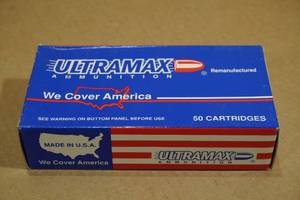 ULTRAMAX
AMMUNITION
®
Remanufactured
We Cover America
SEE WARNING ON BOTTOM PANEL BEFORE USE
50 CARTRIDGES
MADE IN U.S.A.
We Cover America
ULTRAMAX
AMMUNITION